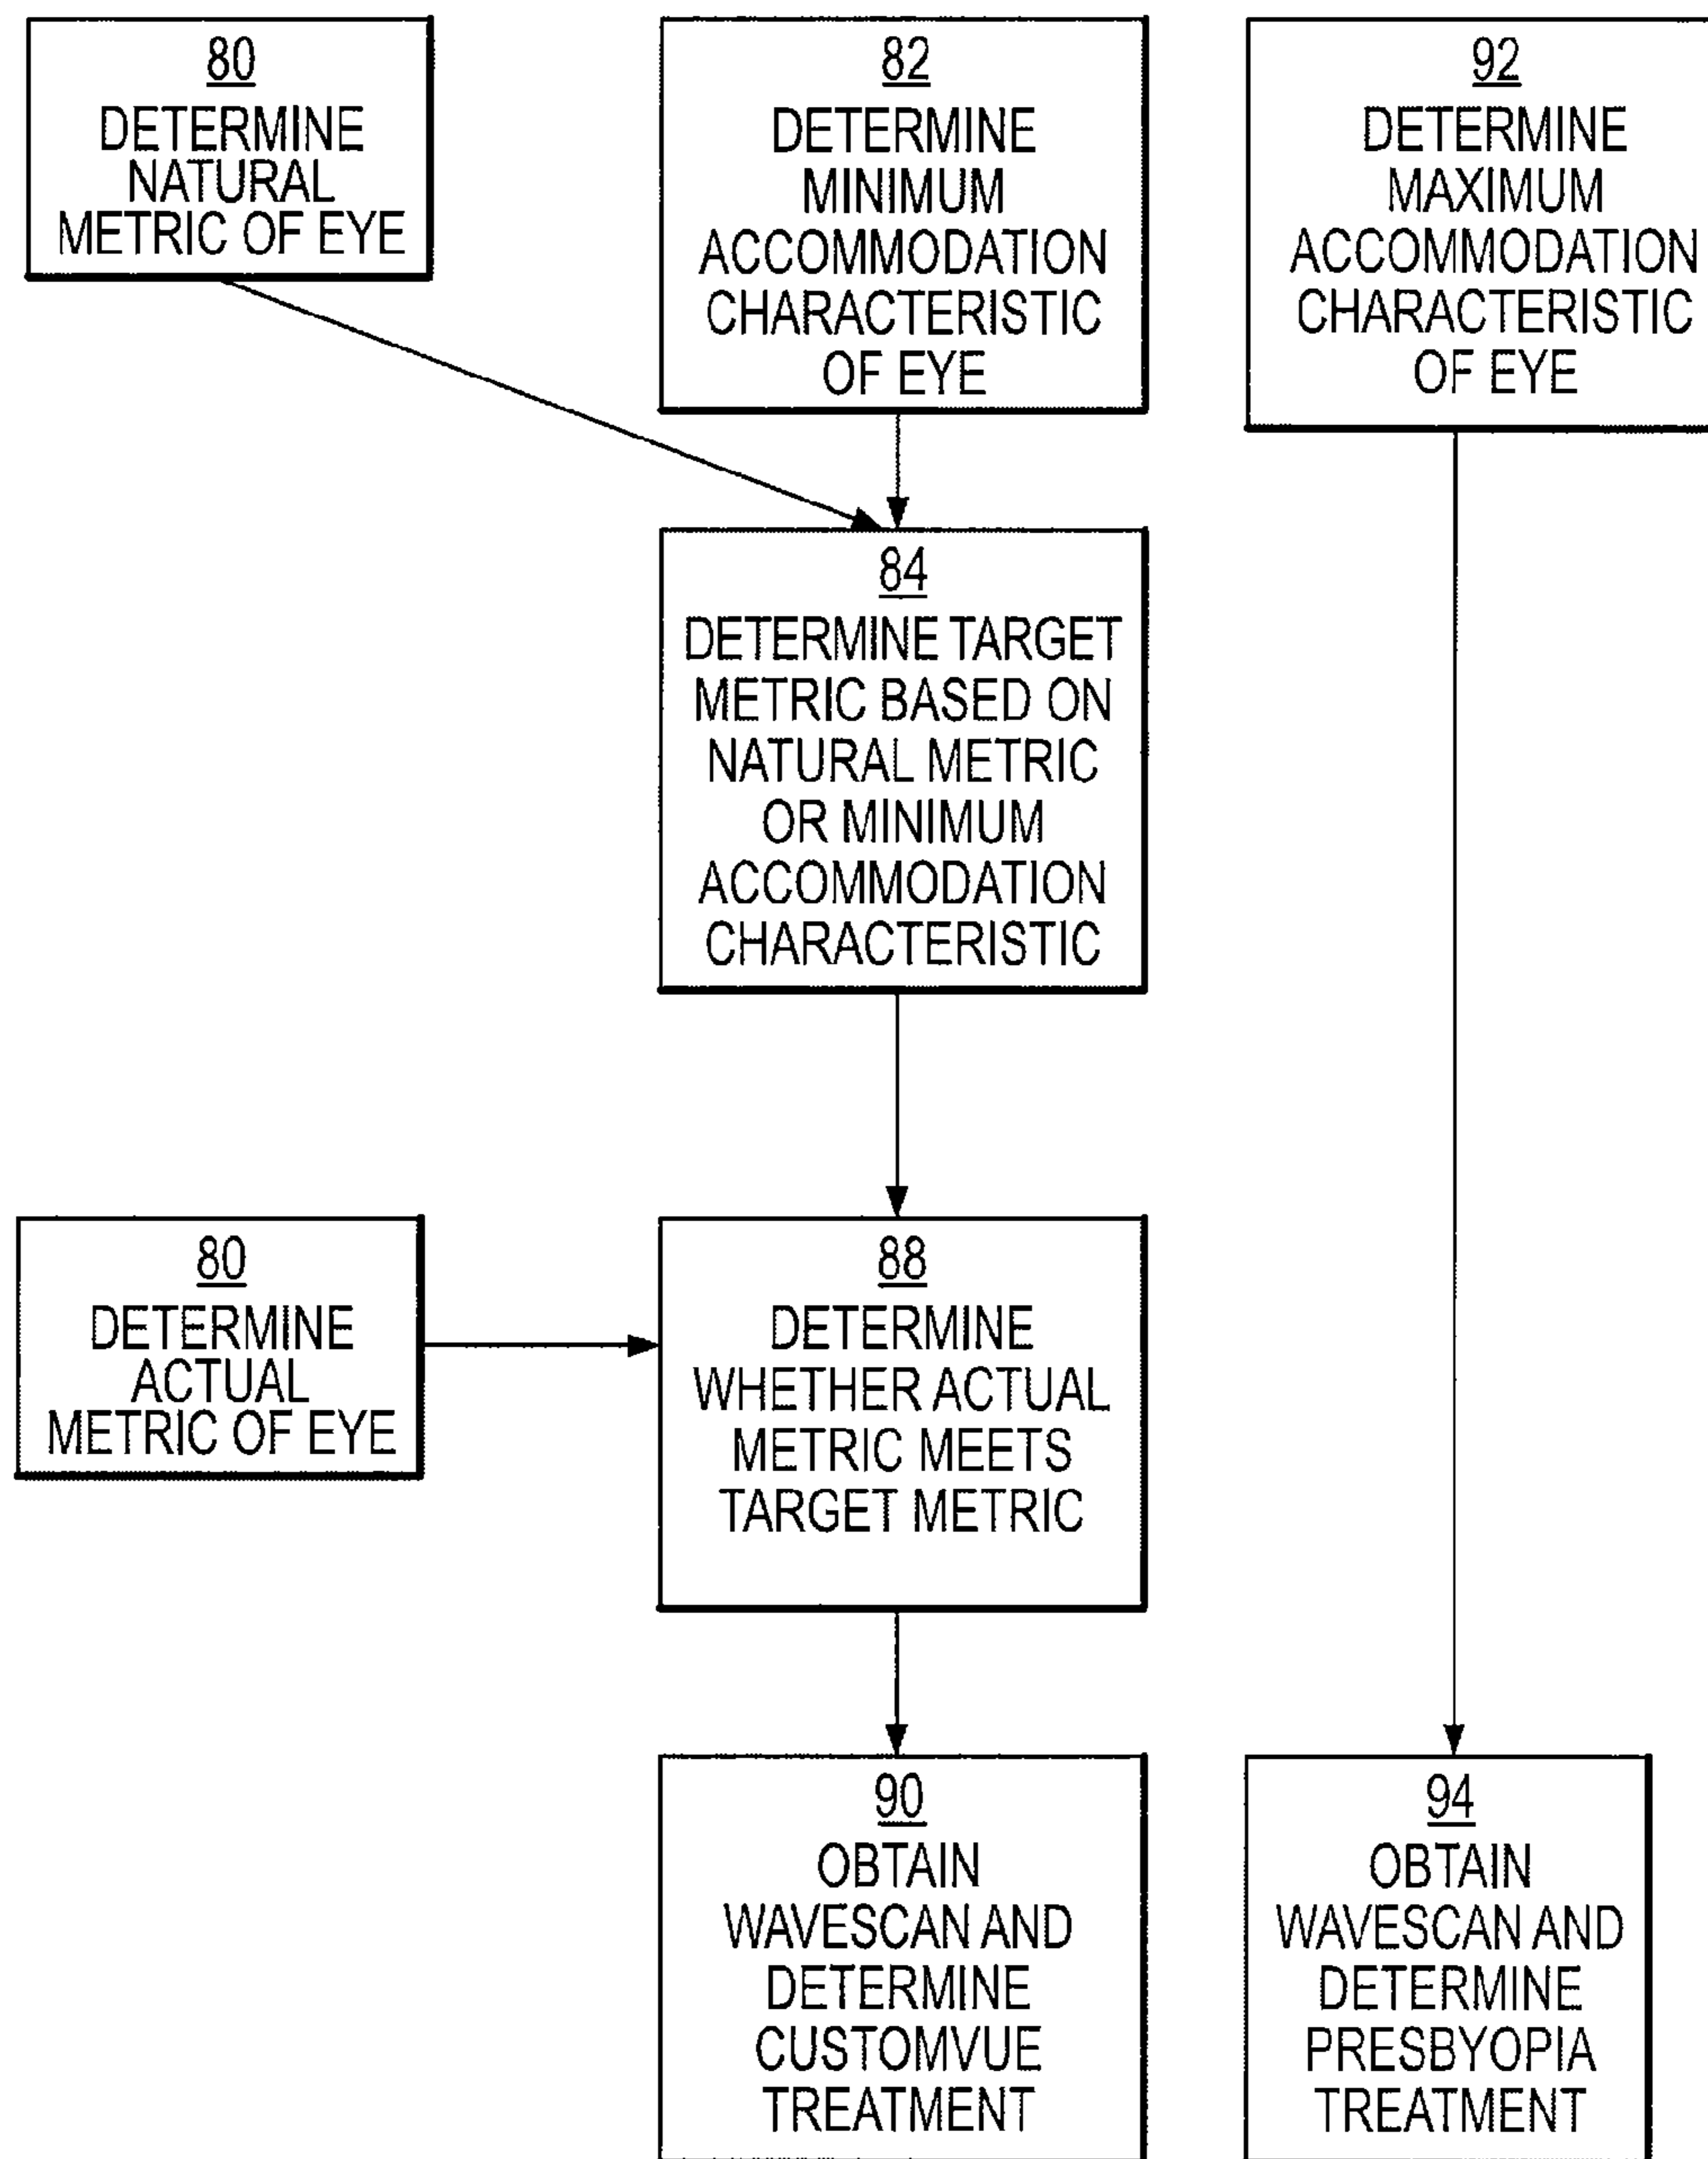 80
DETERMINE
NATURAL
METRIC OF EYE
82
DETERMINE
MINIMUM
ACCOMMODATION
CHARACTERISTIC
OF EYE
92
DETERMINE
MAXIMUM
ACCOMMODATION
CHARACTERISTIC
OF EYE
84
DETERMINE TARGET
METRIC BASED ON
NATURAL METRIC
OR MINIMUM
ACCOMMODATION
CHARACTERISTIC
80
DETERMINE
ACTUAL
METRIC OF EYE
88
DETERMINE
WHETHER ACTUAL
METRIC MEETS
TARGET METRIC
90
OBTAIN
WAVESCAN AND
DETERMINE
CUSTOMVUE
TREATMENT
94
OBTAIN
WAVESCAN AND
DETERMINE
PRESBYOPIA
TREATMENT